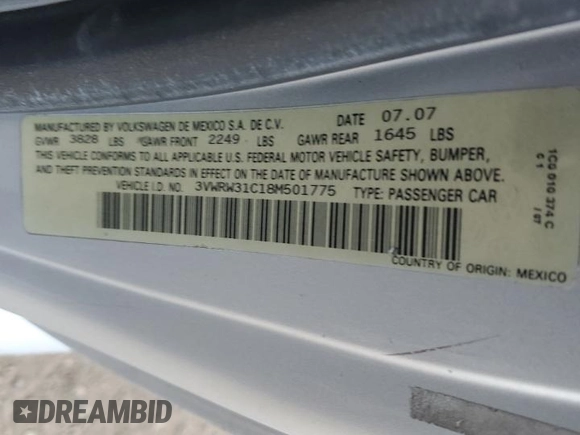 MANUFACTURED BY VOLKSWAGEN DE MEXICO S.A. DE C.V. DATE 07.07
GVWR 3828 LBS *GAWR FRONT 2249 LBS GAWR REAR 1645 LBS
THIS VEHICLE CONFORMS TO ALL APPLICABLE U.S. FEDERAL MOTOR VEHICLE SAFETY, BUMPER,
AND THEFT PREVENTION STANDARDS IN EFFECT ON THE DATE OF MANUFACTURE SHOWN ABOVE.
VEHICLE I.D. NO. 3VWRW31C18M501775 TYPE: PASSENGER CAR
COUNTRY OF ORIGIN: MEXICO
1C0 010 374 C
DREAMBID